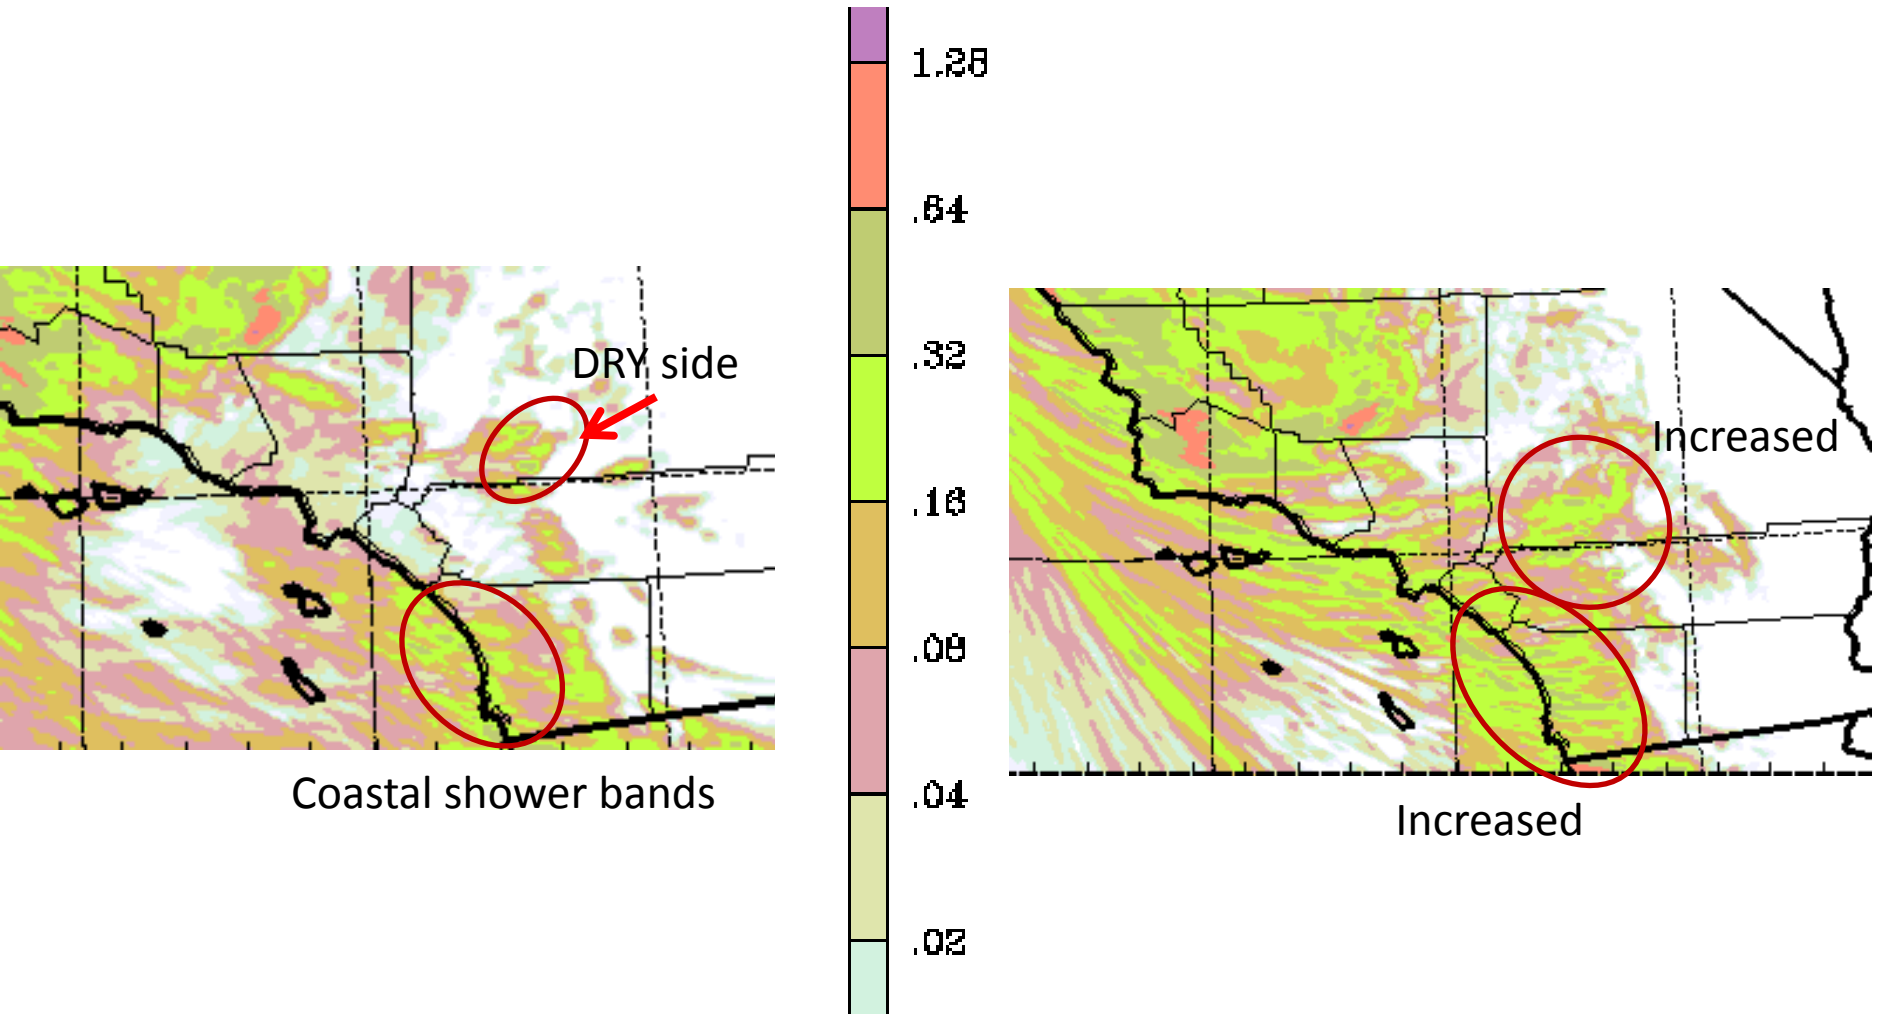 DRY side
Coastal shower bands
1.28
.64
.32
.16
.08
.04
.02
Increased
Increased